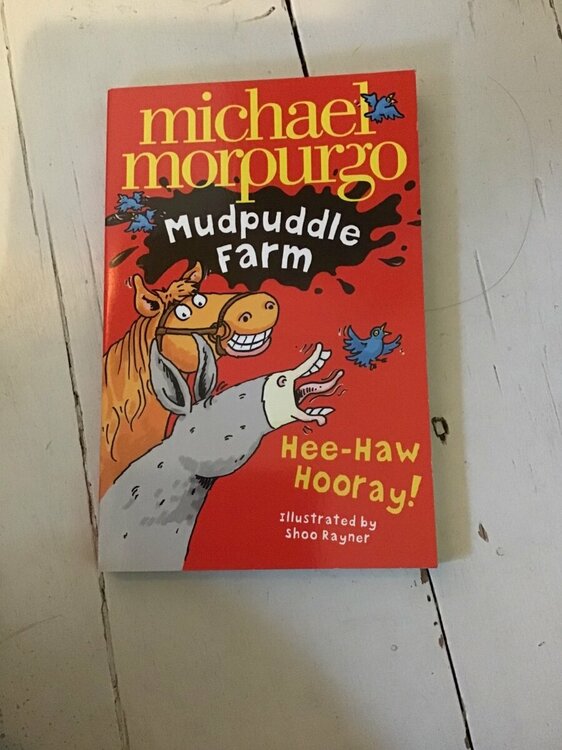 michael
morpurgo
Mudpuddle
Farm
Hee-Haw
Hooray!
Illustrated by
Shoo Rayner